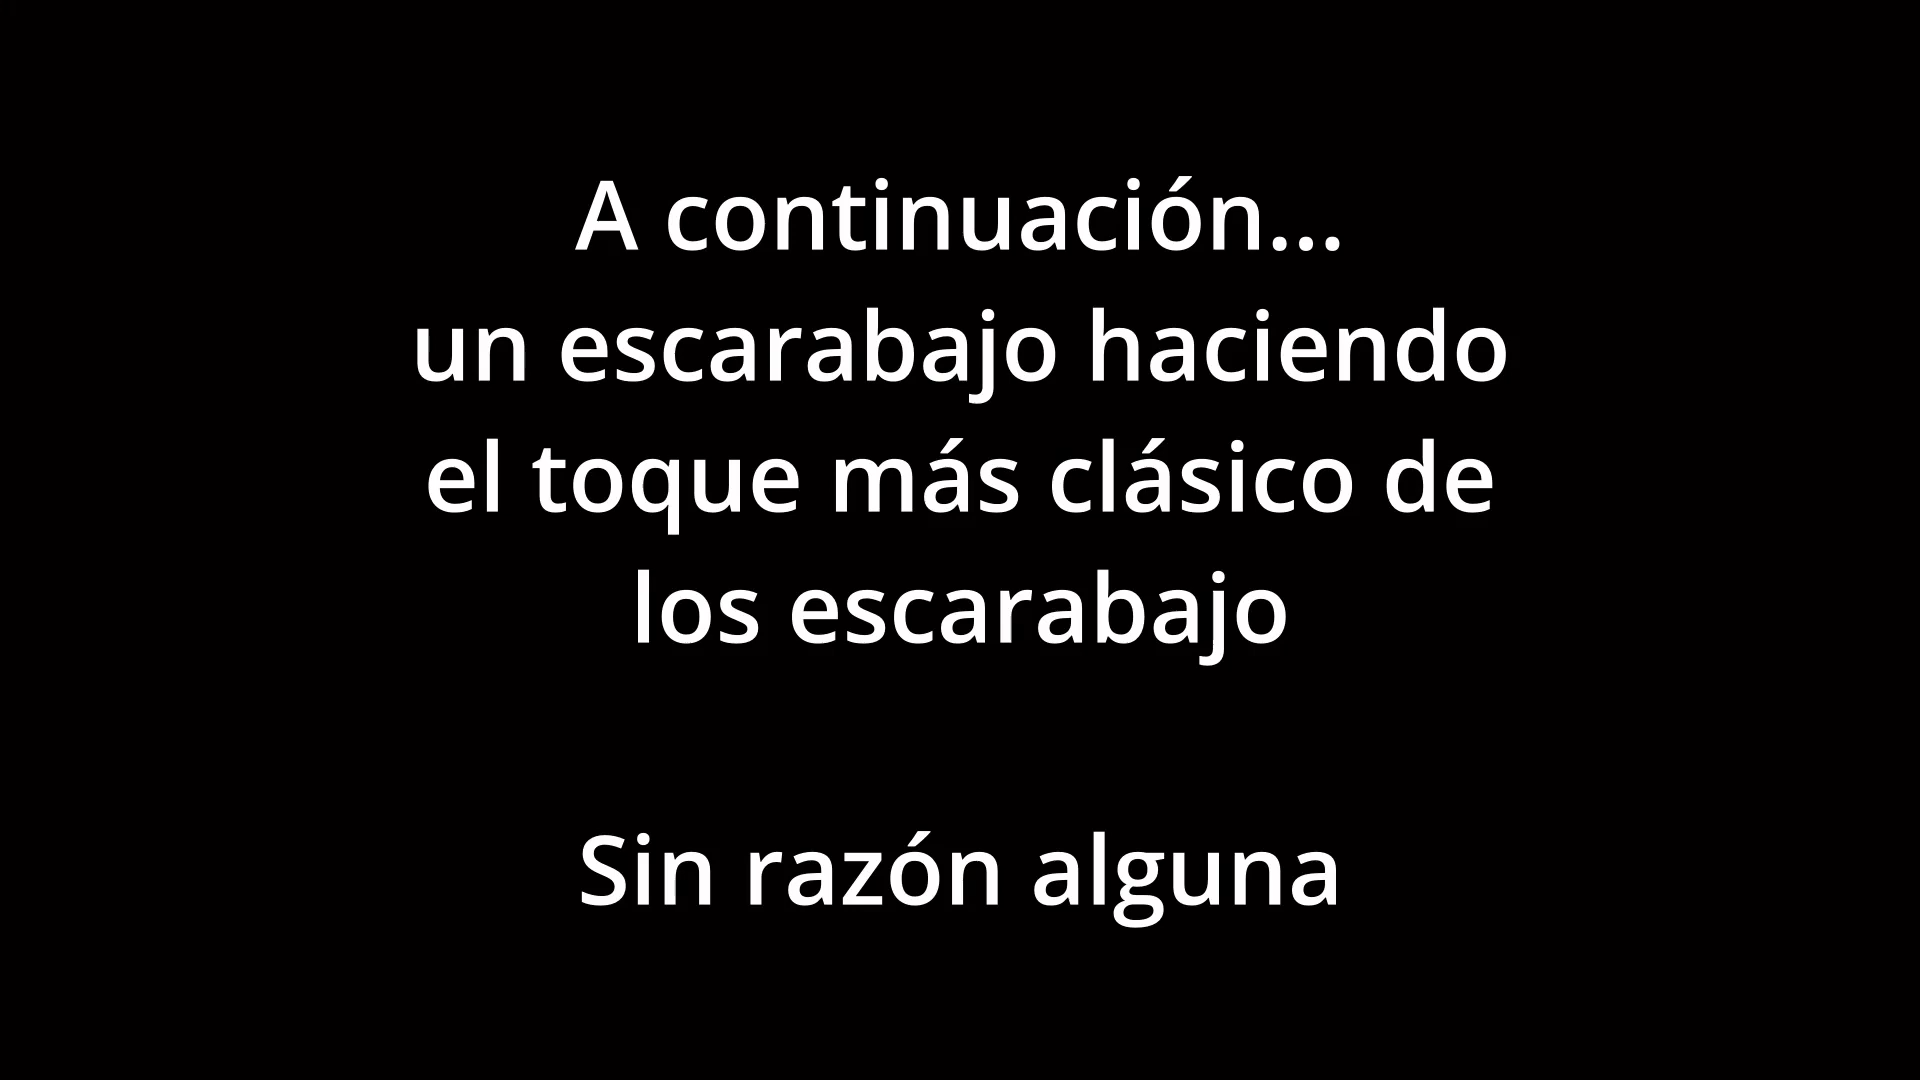 A continuación...
un escarabajo haciendo
el toque más clásico de
los escarabajo
Sin razón alguna